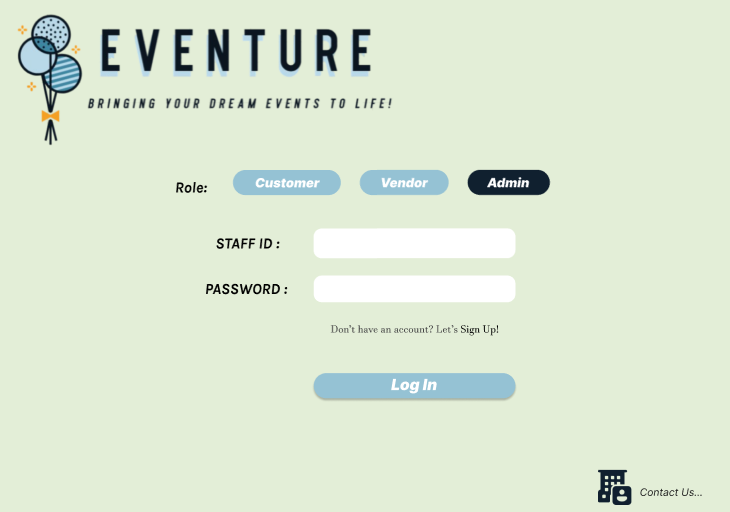 EVENTURE
BRINGING YOUR DREAM EVENTS TO LIFE!
Role: Customer Vendor Admin
STAFF ID :
PASSWORD :
Don't have an account? Let's Sign Up!
Log In
Contact Us...